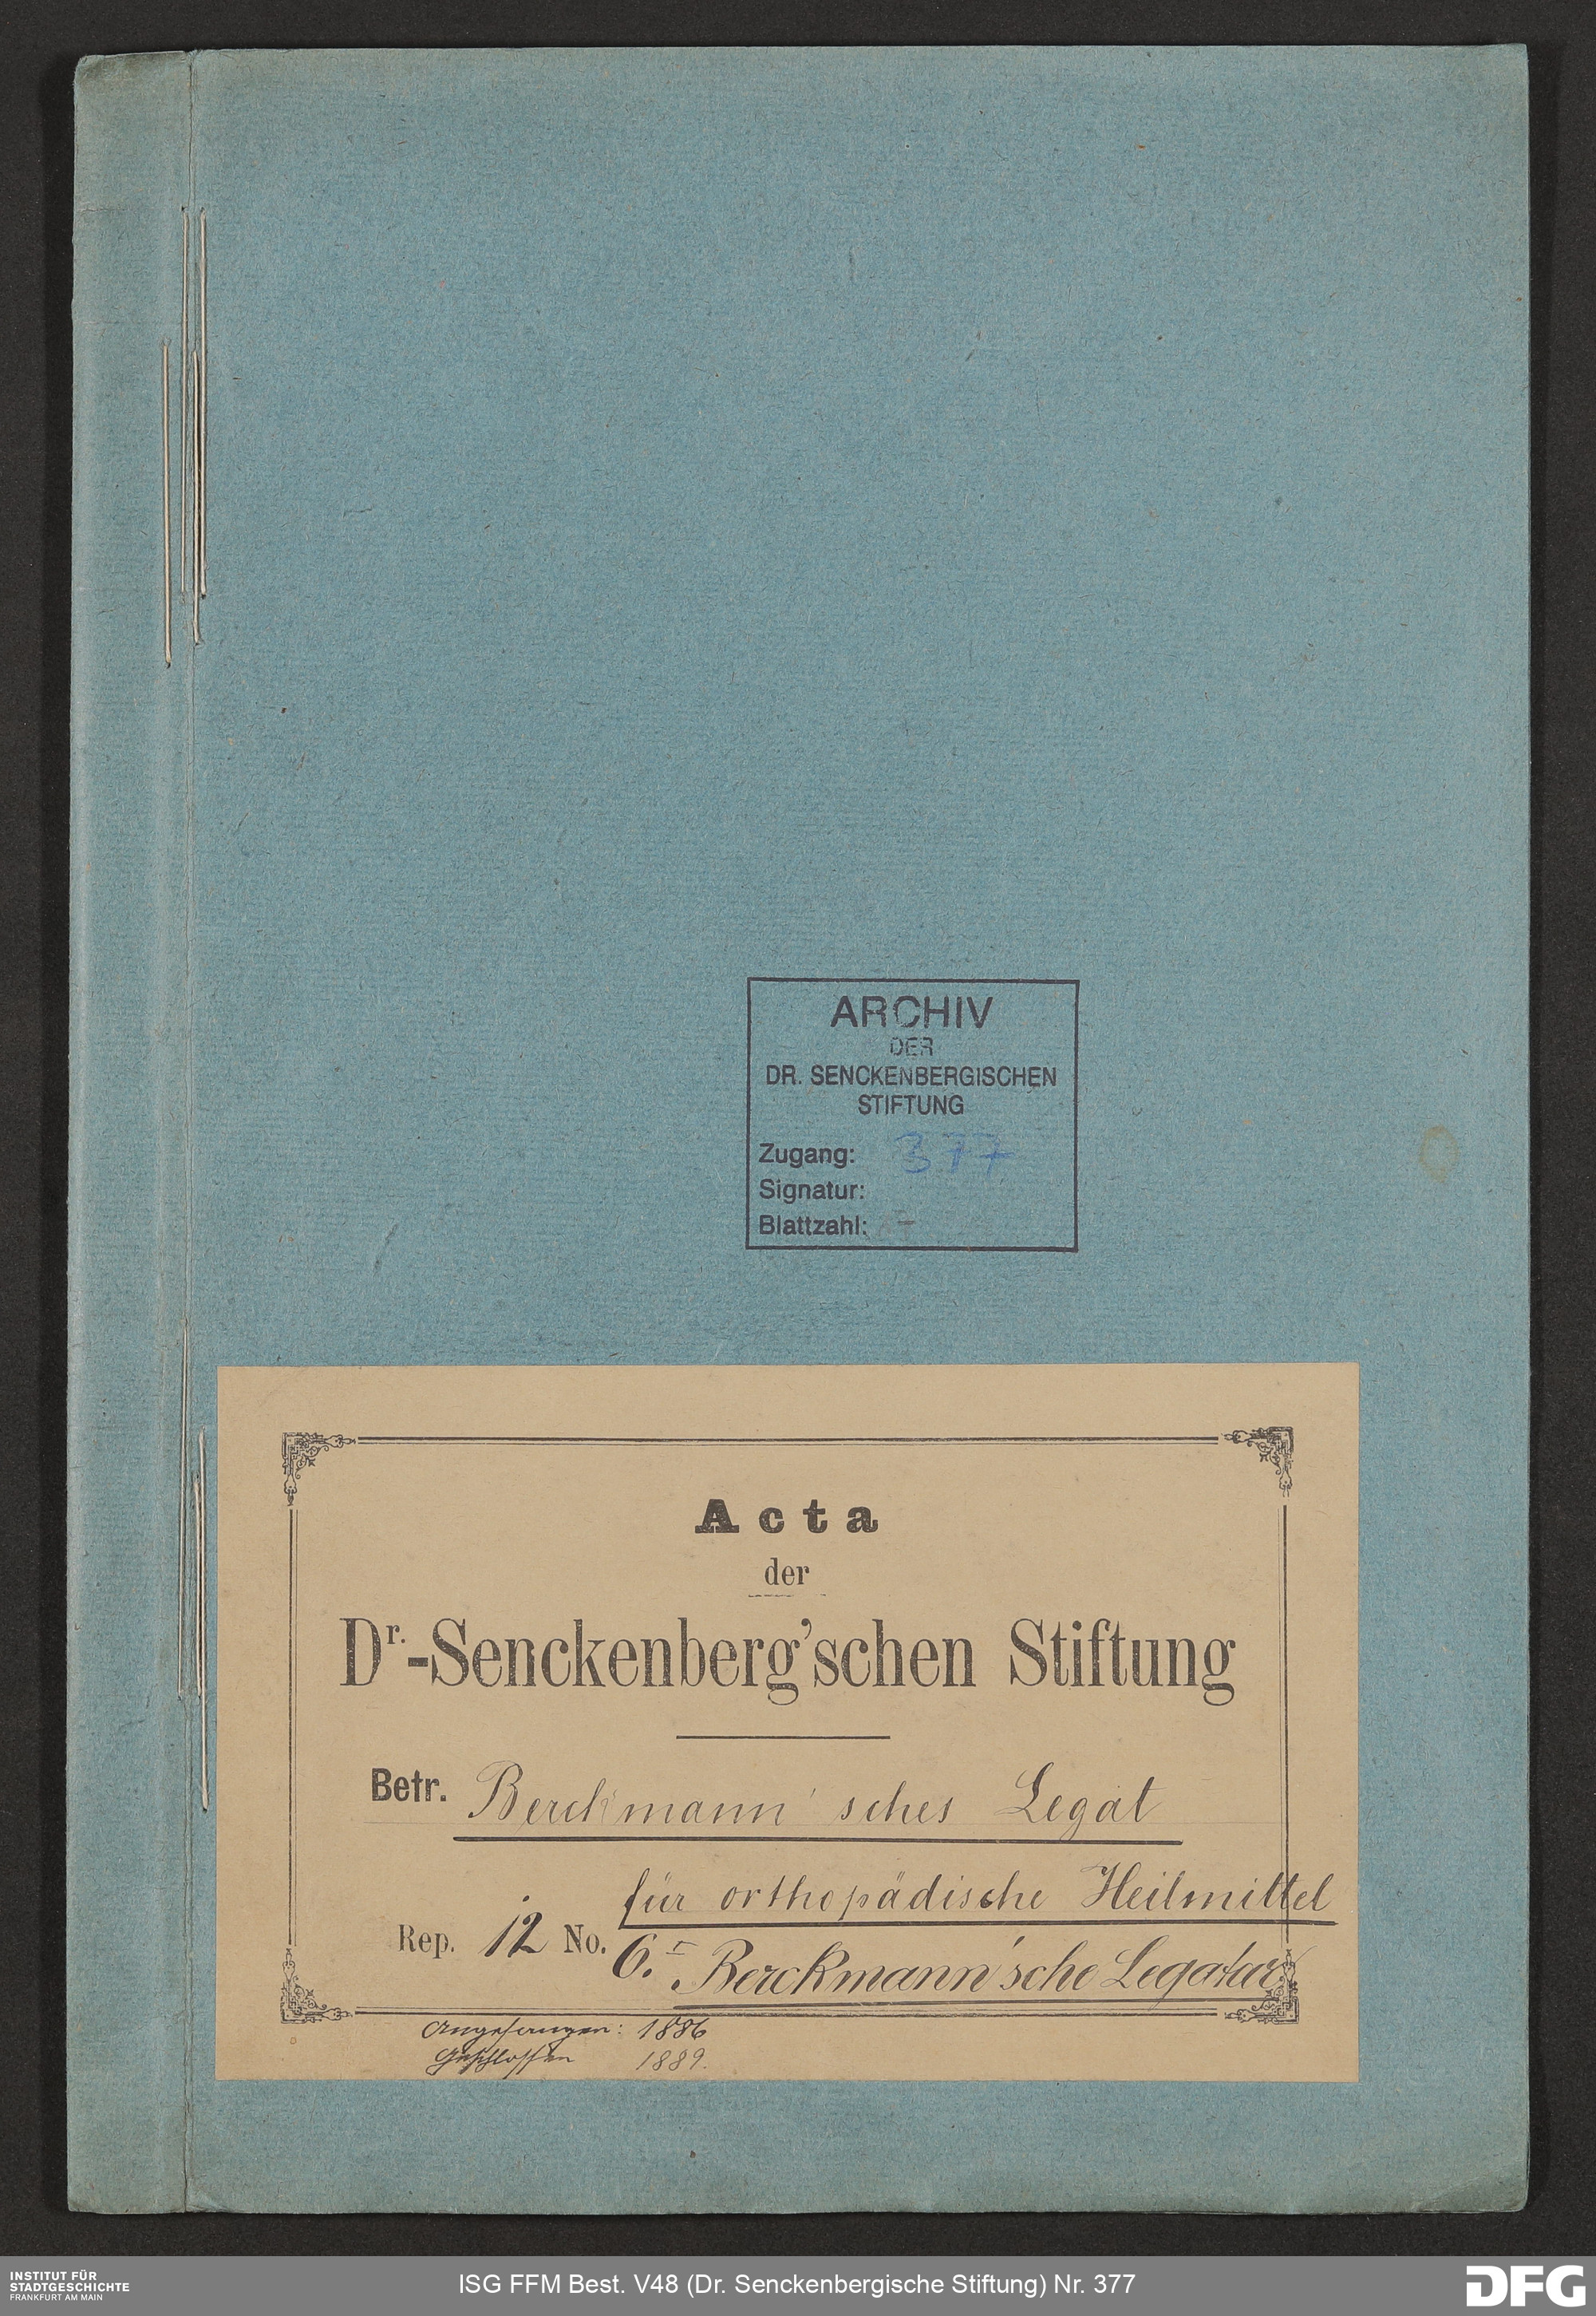 ARCHIV
DER
DR. SENCKENBERGISCHEN
STIFTUNG
Zugang: 377
Signatur:
Blattzahl: -
Acta
der
Dr.-Senckenberg'schen Stiftung
Betr. Berckmann'sches Legat
für orthopädische Heilmittel
Rep. 12 No. 6. I Berckmann'sche Legatar
Angefangen: 1886
Geschlossen 1889.
INSTITUT FÜR
STADTGESCHICHTE
FRANKFURT AM MAIN
ISG FFM Best. V48 (Dr. Senckenbergische Stiftung) Nr. 377
DFG